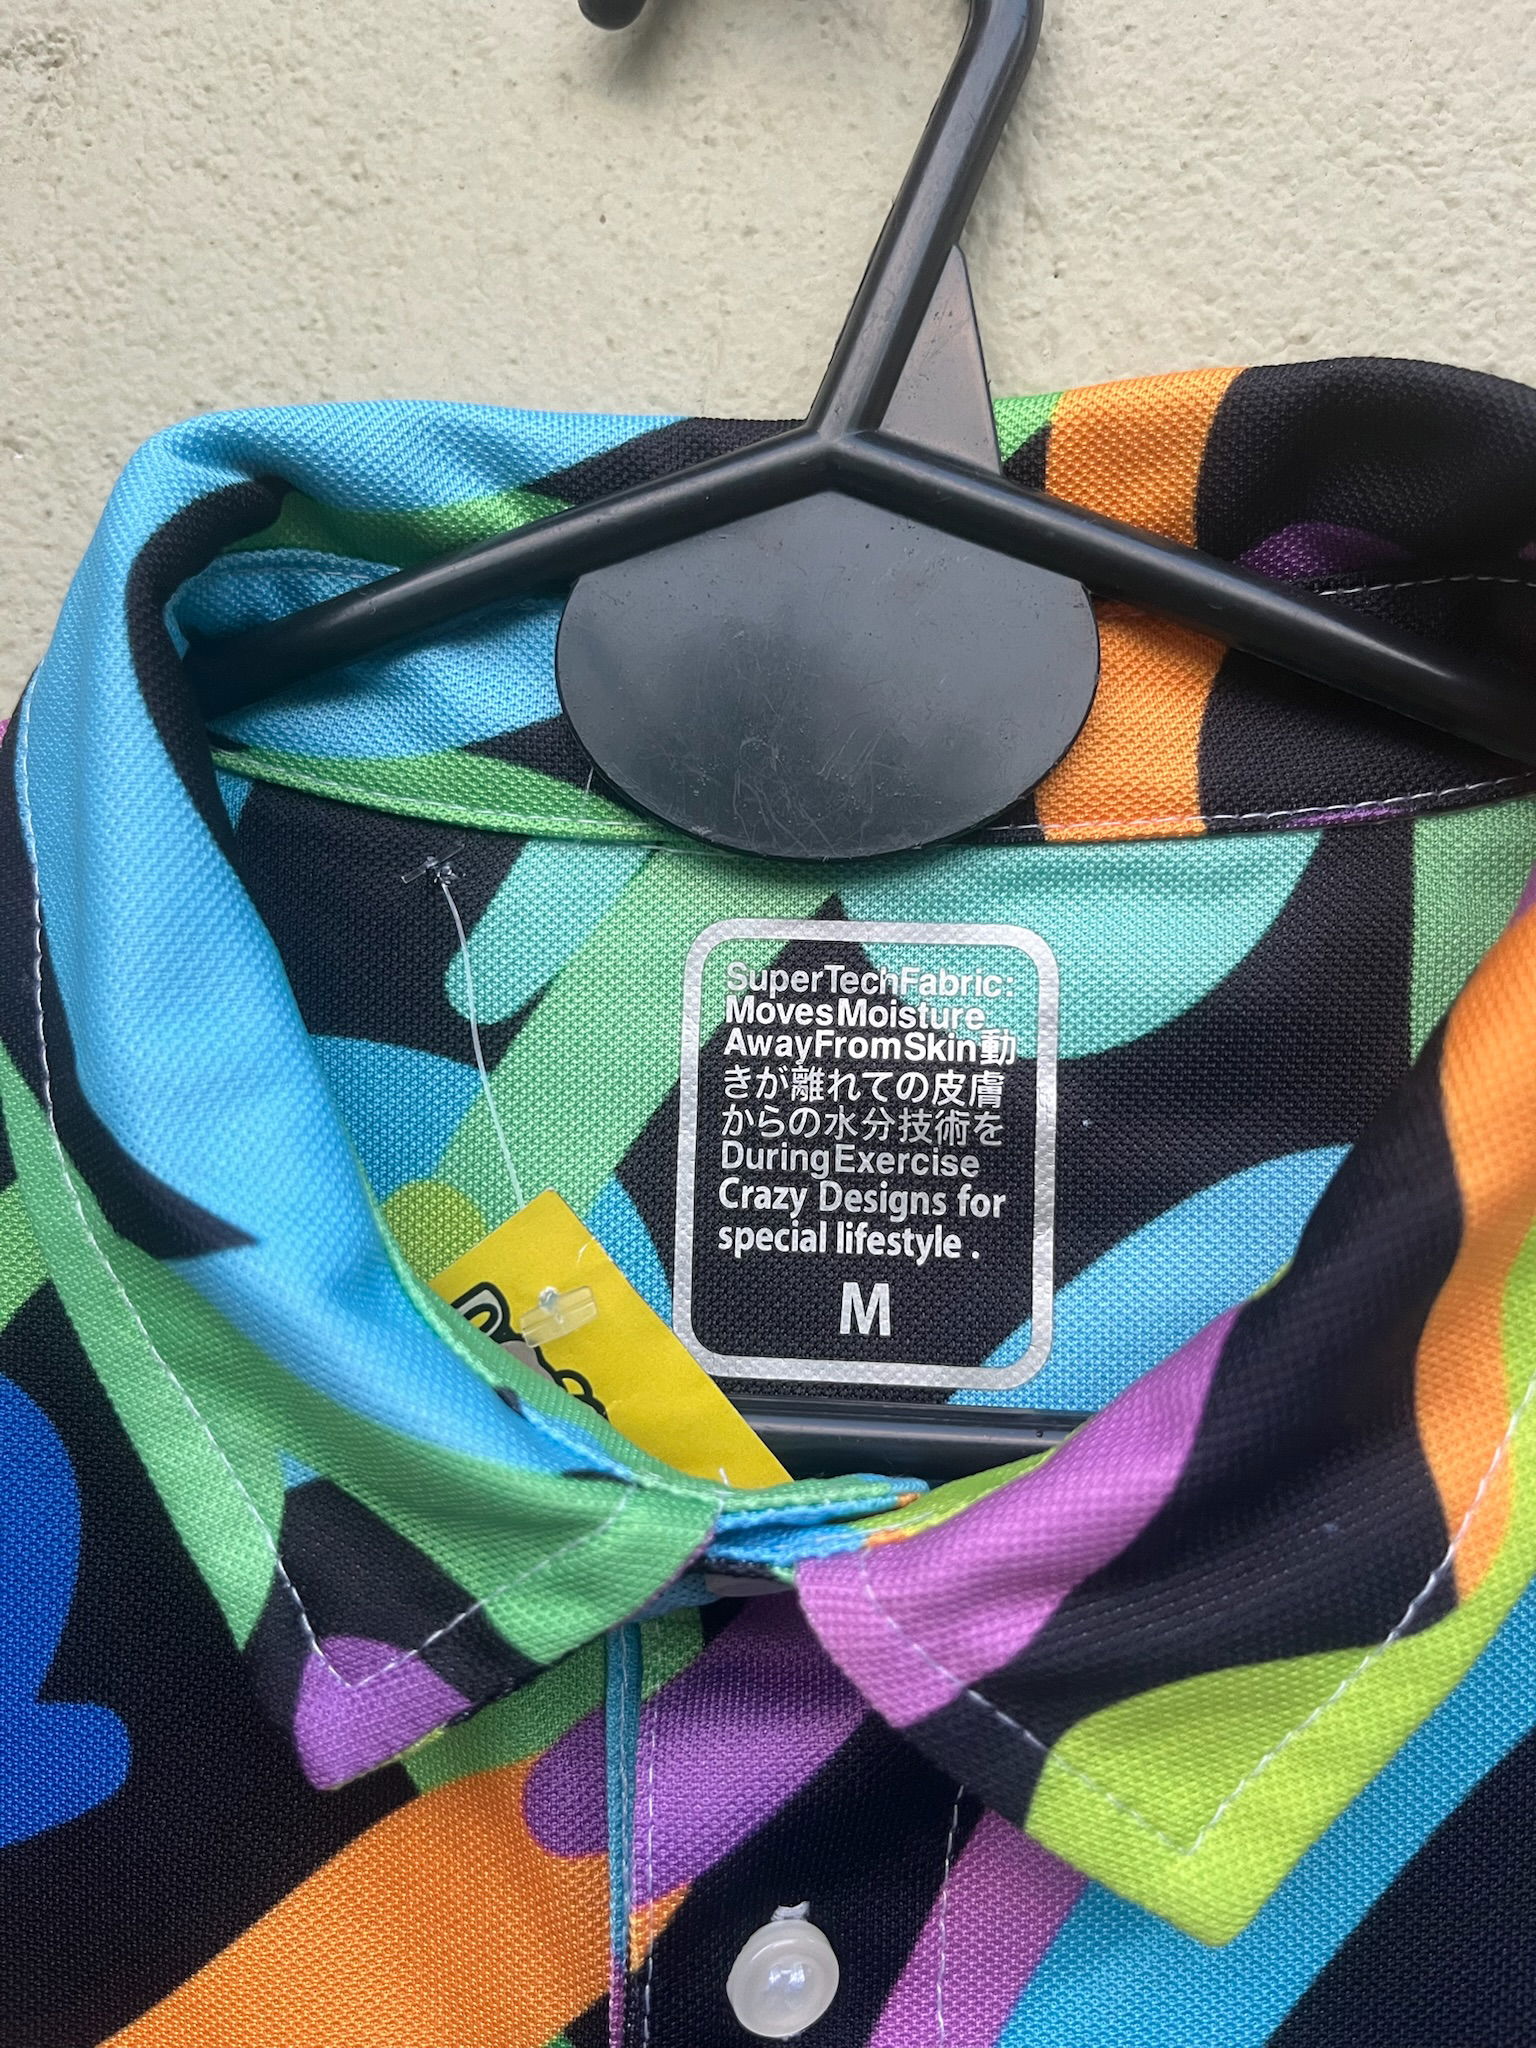 SuperTechFabric:
MovesMoisture
AwayFromSkin動
きが離れての皮膚
からの水分技術を
DuringExercise
Crazy Designs for
special lifestyle .
M